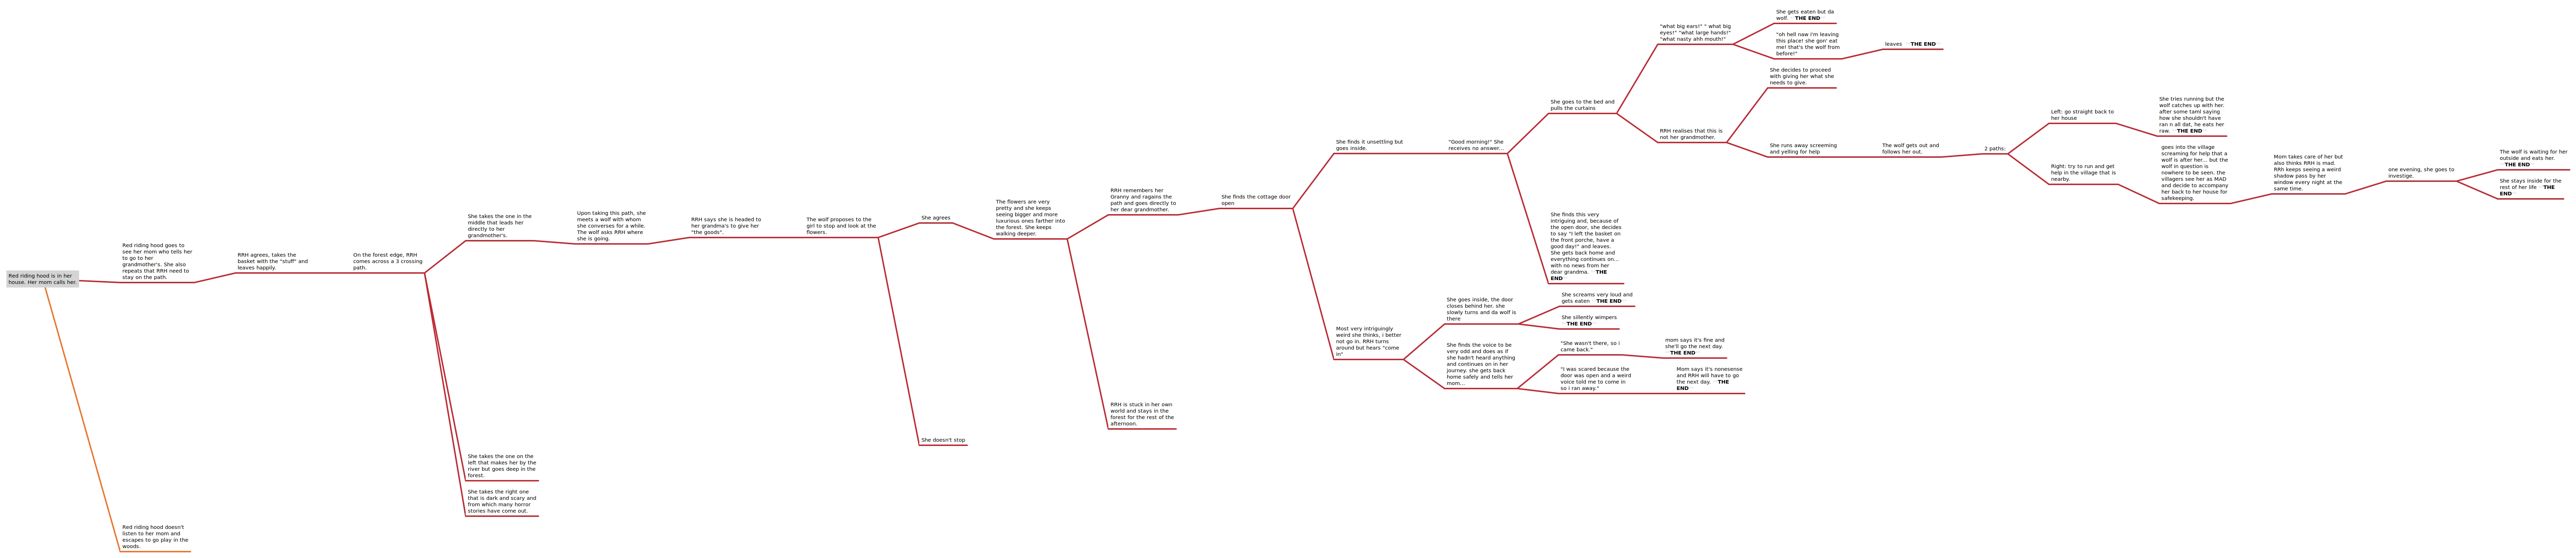 Red riding hood is in her
house. Her mom calls her.
Red riding hood goes to
see her mom who tells her
to go to her
grandmother's. She also
repeats that RRH need to
stay on the path.
RRH agrees, takes the
basket with the "stuff" and
leaves happily.
On the forest edge, RRH
comes across a 3 crossing
path.
She takes the one in the
middle that leads her
directly to her
grandmother's.
Upon taking this path, she
meets a wolf with whom
she converses for a while.
The wolf asks RRH where
she is going.
RRH says she is headed to
her grandma's to give her
"the goods".
The wolf proposes to the
girl to stop and look at the
flowers.
She agrees
The flowers are very
pretty and she keeps
seeing bigger and more
luxurious ones farther into
the forest. She keeps
walking deeper.
RRH remembers her
Granny and ragains the
path and goes directly to
her dear grandmother.
She finds the cottage door
open
She finds it unsettling but
goes inside.
"Good morning!" She
receives no answer...
She goes to the bed and
pulls the curtains
"what big ears!" " what big
eyes!" "what large hands!"
"what nasty ahh mouth!"
She gets eaten but da
wolf. THE END
"oh hell naw i'm leaving
this place! she gon' eat
me! that's the wolf from
before!"
leaves THE END
RRH realises that this is
not her grandmother.
She decides to proceed
with giving her what she
needs to give.
She runs away screeming
and yelling for help
The wolf gets out and
follows her out.
2 paths:
Left: go straight back to
her house
She tries running but the
wolf catches up with her.
after some taml saying
how she shouldn't have
ran n all dat, he eats her
raw. THE END
Right: try to run and get
help in the village that is
nearby.
goes into the village
screaming for help that a
wolf is after her... but the
wolf in question is
nowhere to be seen. the
villagers see her as MAD
and decide to accompany
her back to her house for
safekeeping.
Mom takes care of her but
also thinks RRH is mad.
RRh keeps seeing a weird
shadow pass by her
window every night at the
same time.
one evening, she goes to
investige.
The wolf is waiting for her
outside and eats her.
THE END
She stays inside for the
rest of her life THE
END
She finds this very
intriguing and, because of
the open door, she decides
to say "I left the basket on
the front porche, have a
good day!" and leaves.
She gets back home and
everything continues on...
with no news from her
dear grandma. THE
END
Most very intriguingly
weird she thinks, i better
not go in. RRH turns
around but hears "come
in"
She goes inside, the door
closes behind her. she
slowly turns and da wolf is
there
She screams very loud and
gets eaten THE END
She sillently wimpers
THE END
She finds the voice to be
very odd and does as if
she hadn't heard anything
and continues on in her
journey. she gets back
home safely and tells her
mom...
"She wasn't there, so i
came back."
mom says it's fine and
she'll go the next day.
THE END
"I was scared because the
door was open and a weird
voice told me to come in
so i ran away."
Mom says it's nonesense
and RRH will have to go
the next day. THE
END
RRH is stuck in her own
world and stays in the
forest for the rest of the
afternoon.
She doesn't stop
She takes the one on the
left that makes her by the
river but goes deep in the
forest.
She takes the right one
that is dark and scary and
from which many horror
stories have come out.
Red riding hood doesn't
listen to her mom and
escapes to go play in the
woods.